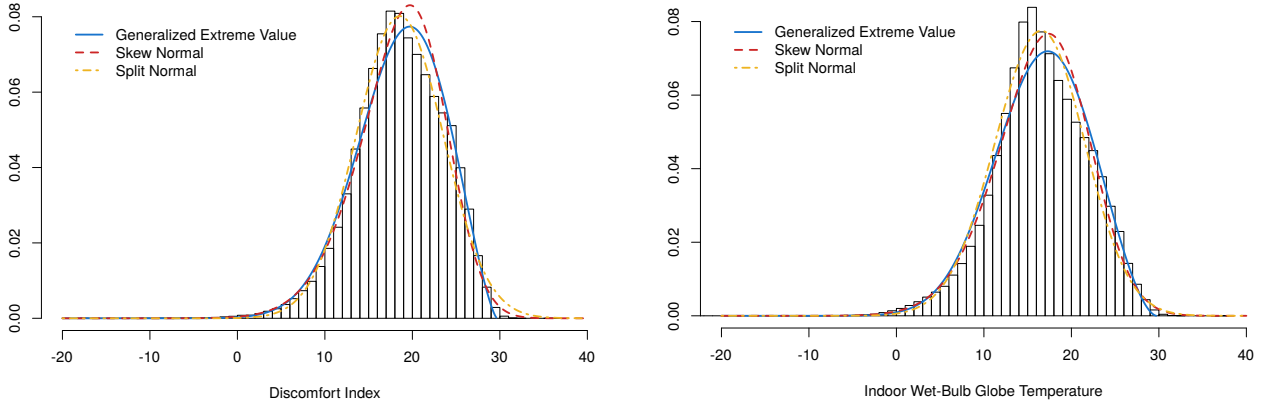 0.00 0.02 0.04 0.06 0.08
Generalized Extreme Value
Skew Normal
Split Normal
-20 -10 0 10 20 30 40
Discomfort Index
0.00 0.02 0.04 0.06 0.08
Generalized Extreme Value
Skew Normal
Split Normal
-20 -10 0 10 20 30 40
Indoor Wet-Bulb Globe Temperature